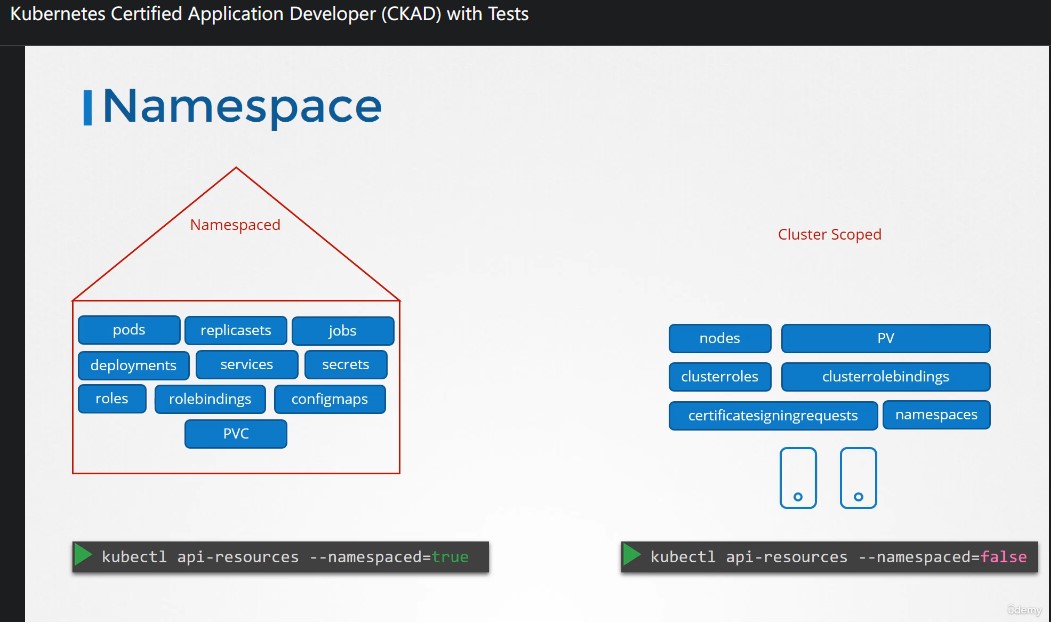 Kubernetes Certified Application Developer (CKAD) with Tests
Namespace
Namespaced
pods replicasets jobs
deployments services secrets
roles rolebindings configmaps
PVC
kubectl api-resources --namespaced=true
Cluster Scoped
nodes PV
clusterroles clusterrolebindings
certificatesigningrequests namespaces
kubectl api-resources --namespaced=false
Udemy